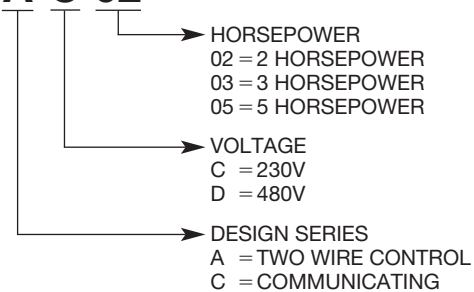 HORSEPOWER
02 = 2 HORSEPOWER
03 = 3 HORSEPOWER
05 = 5 HORSEPOWER
VOLTAGE
C = 230V
D = 480V
DESIGN SERIES
A = TWO WIRE CONTROL
C = COMMUNICATING